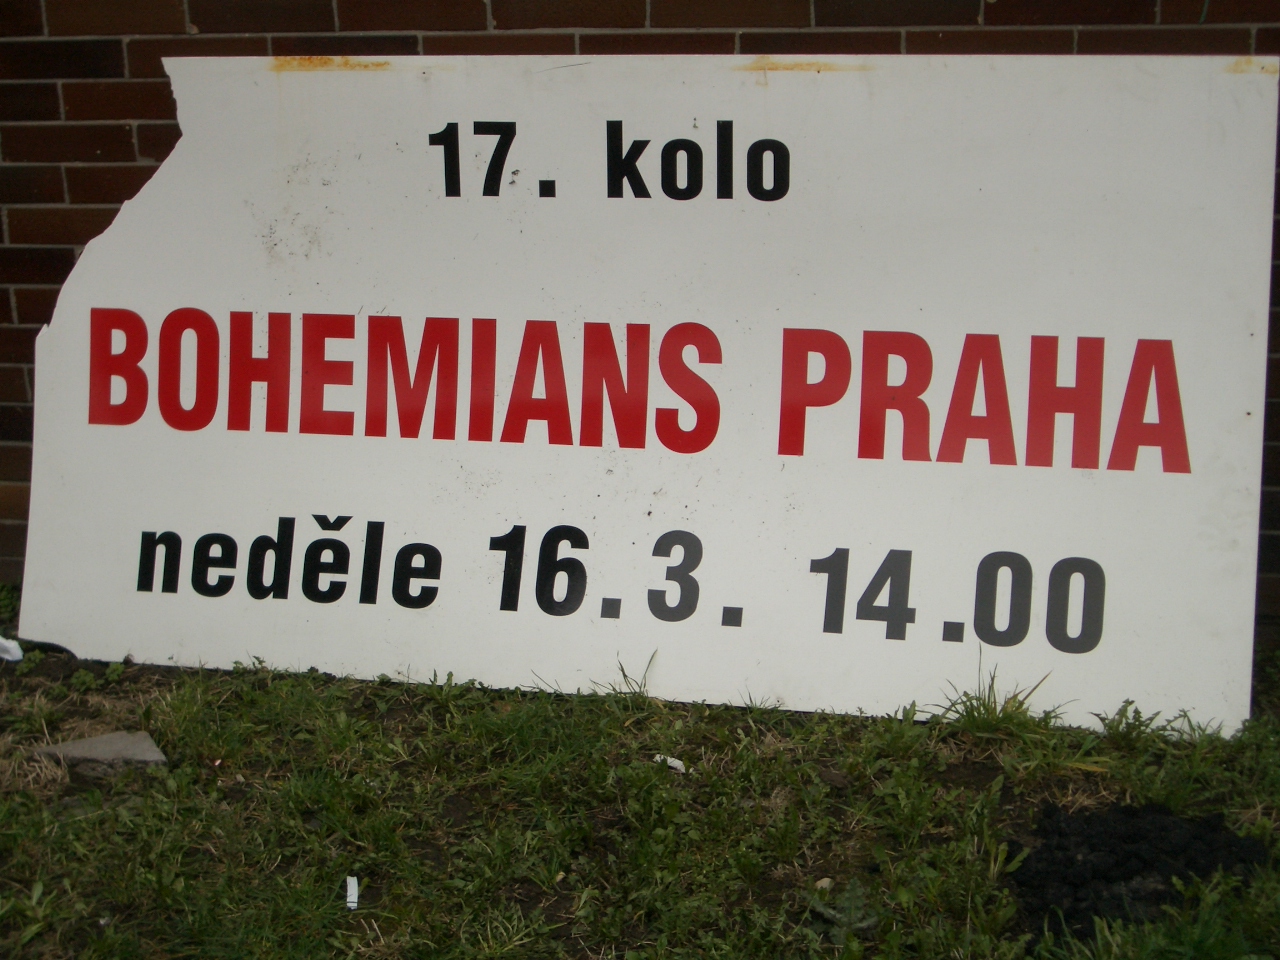 17. kolo
BOHEMIANS PRAHA
neděle 16.3. 14.00